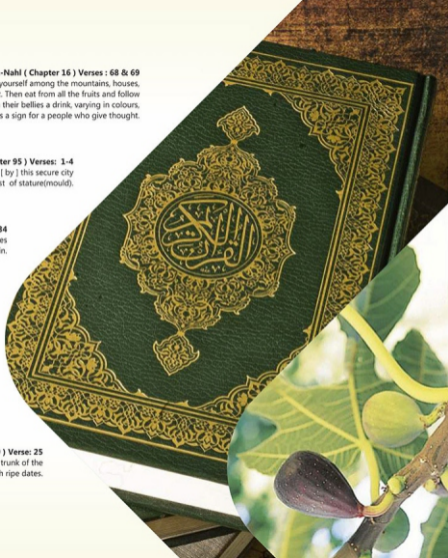 -Nahl ( Chapter 16 ) Verses : 68 & 69
yourself among the mountains, houses,
. Then eat from all the fruits and follow
their bellies a drink, varying in colours,
s a sign for a people who give thought.
ter 95 ) Verses: 1-4
[ by ] this secure city
st of stature(mould).
34
es
in.
القرآن الكريم
) Verse: 25
trunk of the
h ripe dates.